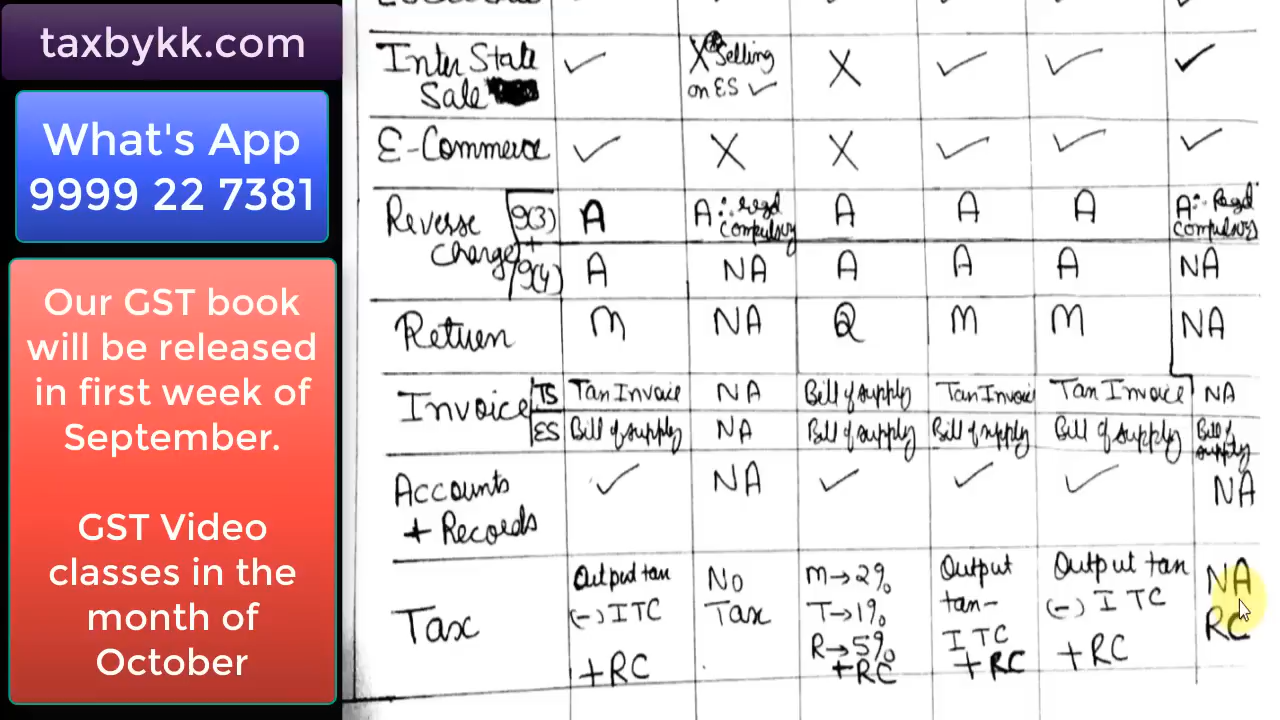 taxbykk.com
What's App
9999 22 7381
Our GST book
will be released
in first week of
September.
GST Video
classes in the
month of
October
Inter State
Sale
X Selling
on ES ✓
X
✓ ✓ ✓ ✓
E-Commerce ✓ X X ✓ ✓ ✓
Reverse
charge
9(3) A A ∴ regd
compulsory
A A A A ∴ Regd
compulsory
+
9(4) A NA A A A NA
Return M NA Q M M NA
Invoice
TS Tax Invoice NA Bill of supply Tax Invoice Tax Invoice NA
ES Bill of supply NA Bill of supply Bill of supply Bill of supply Bill of
supply
Accounts
+ Records
✓ NA ✓ ✓ ✓ NA
Tax
Output tax
(-) ITC
+RC
No
Tax
M→2%
T→1%
R→5%
+RC
Output
tax-
ITC
+RC
Output tax
(-) ITC
+RC
NA
RC